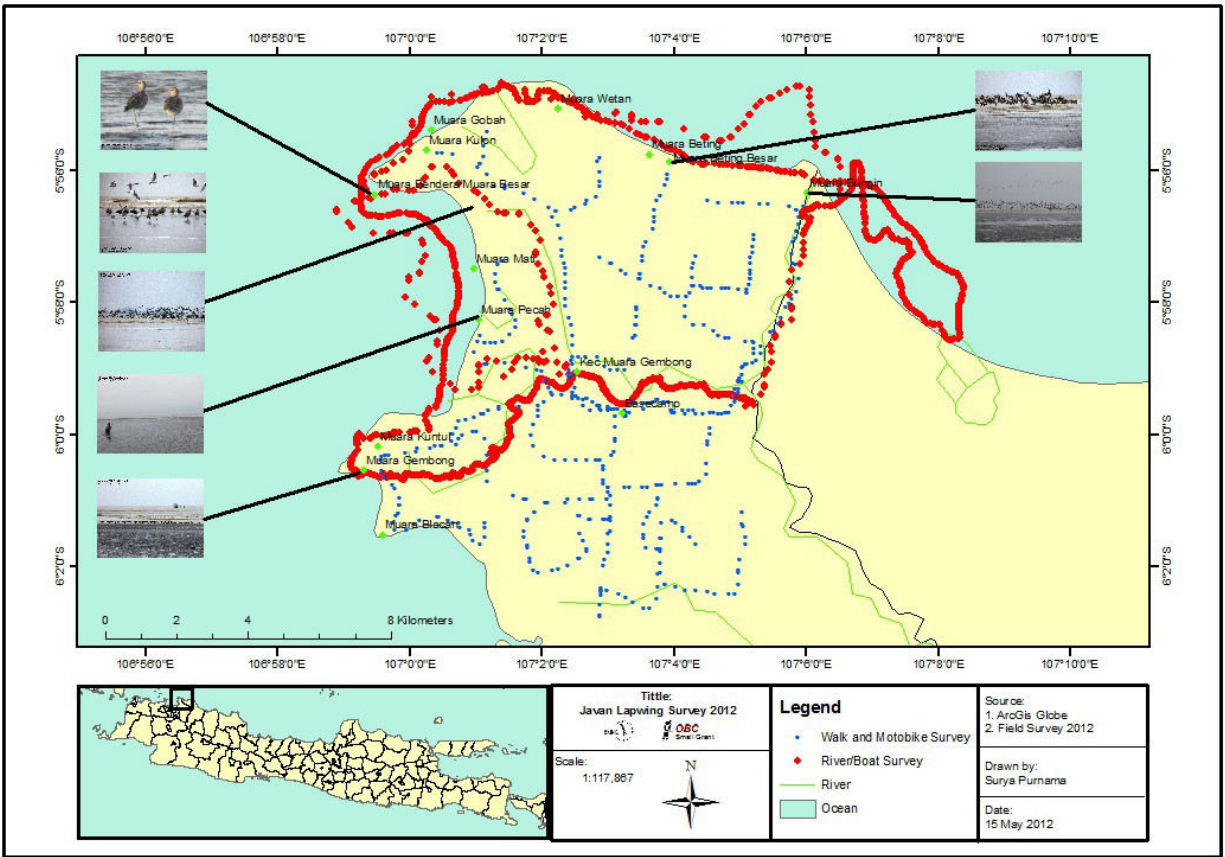 106°56'0"E 106°58'0"E 107°0'0"E 107°2'0"E 107°4'0"E 107°6'0"E 107°8'0"E 107°10'0"E
5°56'0"S
5°58'0"S
6°0'0"S
6°2'0"S
5°56'0"S
5°58'0"S
6°0'0"S
6°2'0"S
Muara Wetan
Muara Gobah
Muara Kulon
Muara Beting
Muara Beting Besar
Muara Bendera
Muara Besar
Muara Bungin
Muara Mati
Muara Pecah
Kec.Muara Gembong
Basecamp
Muara Kuntul
Muara Gembong
Muara Blacan
0 2 4 8 Kilometers
106°56'0"E 106°58'0"E 107°0'0"E 107°2'0"E 107°4'0"E 107°6'0"E 107°8'0"E 107°10'0"E
Tittle:
Javan Lapwing Survey 2012
OBC
Small Grant
Scale:
1:117,867
N
Legend
Walk and Motobike Survey
River/Boat Survey
River
Ocean
Source:
1. ArcGis Globe
2. Field Survey 2012
Drawn by:
Surya Purnama
Date:
15 May 2012